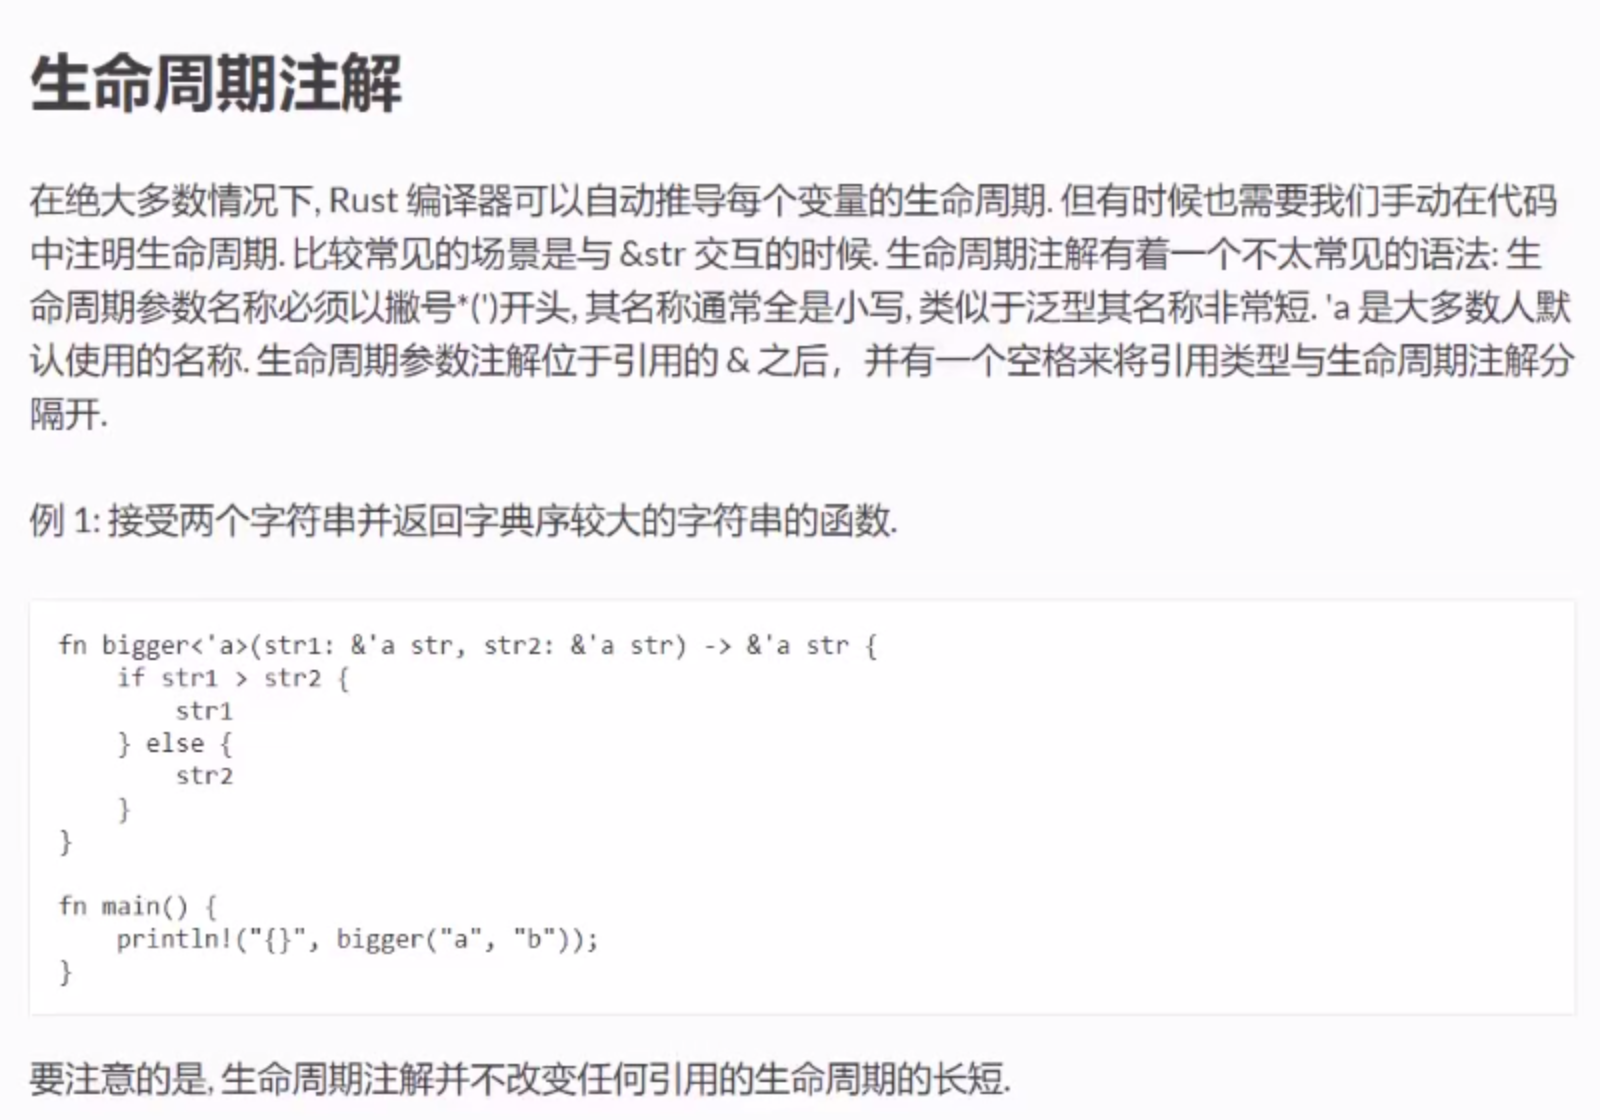 生命周期注解
在绝大多数情况下, Rust 编译器可以自动推导每个变量的生命周期. 但有时候也需要我们手动在代码
中注明生命周期. 比较常见的场景是与 &str 交互的时候. 生命周期注解有着一个不太常见的语法: 生
命周期参数名称必须以撇号*(')开头, 其名称通常全是小写, 类似于泛型其名称非常短. 'a 是大多数人默
认使用的名称. 生命周期参数注解位于引用的 & 之后，并有一个空格来将引用类型与生命周期注解分
隔开.
例 1: 接受两个字符串并返回字典序较大的字符串的函数.
fn bigger<'a>(str1: &'a str, str2: &'a str) -> &'a str {
    if str1 > str2 {
        str1
    } else {
        str2
    }
}
fn main() {
    println!("{}", bigger("a", "b"));
}
要注意的是, 生命周期注解并不改变任何引用的生命周期的长短.